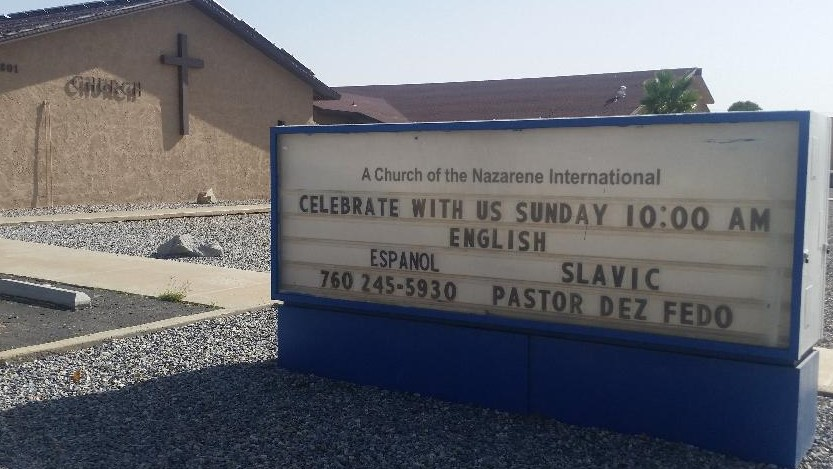 801
CHURCH
A Church of the Nazarene International
CELEBRATE WITH US SUNDAY 10:00 AM
ENGLISH
ESPANOL SLAVIC
760 245-5930 PASTOR DEZ FEDO